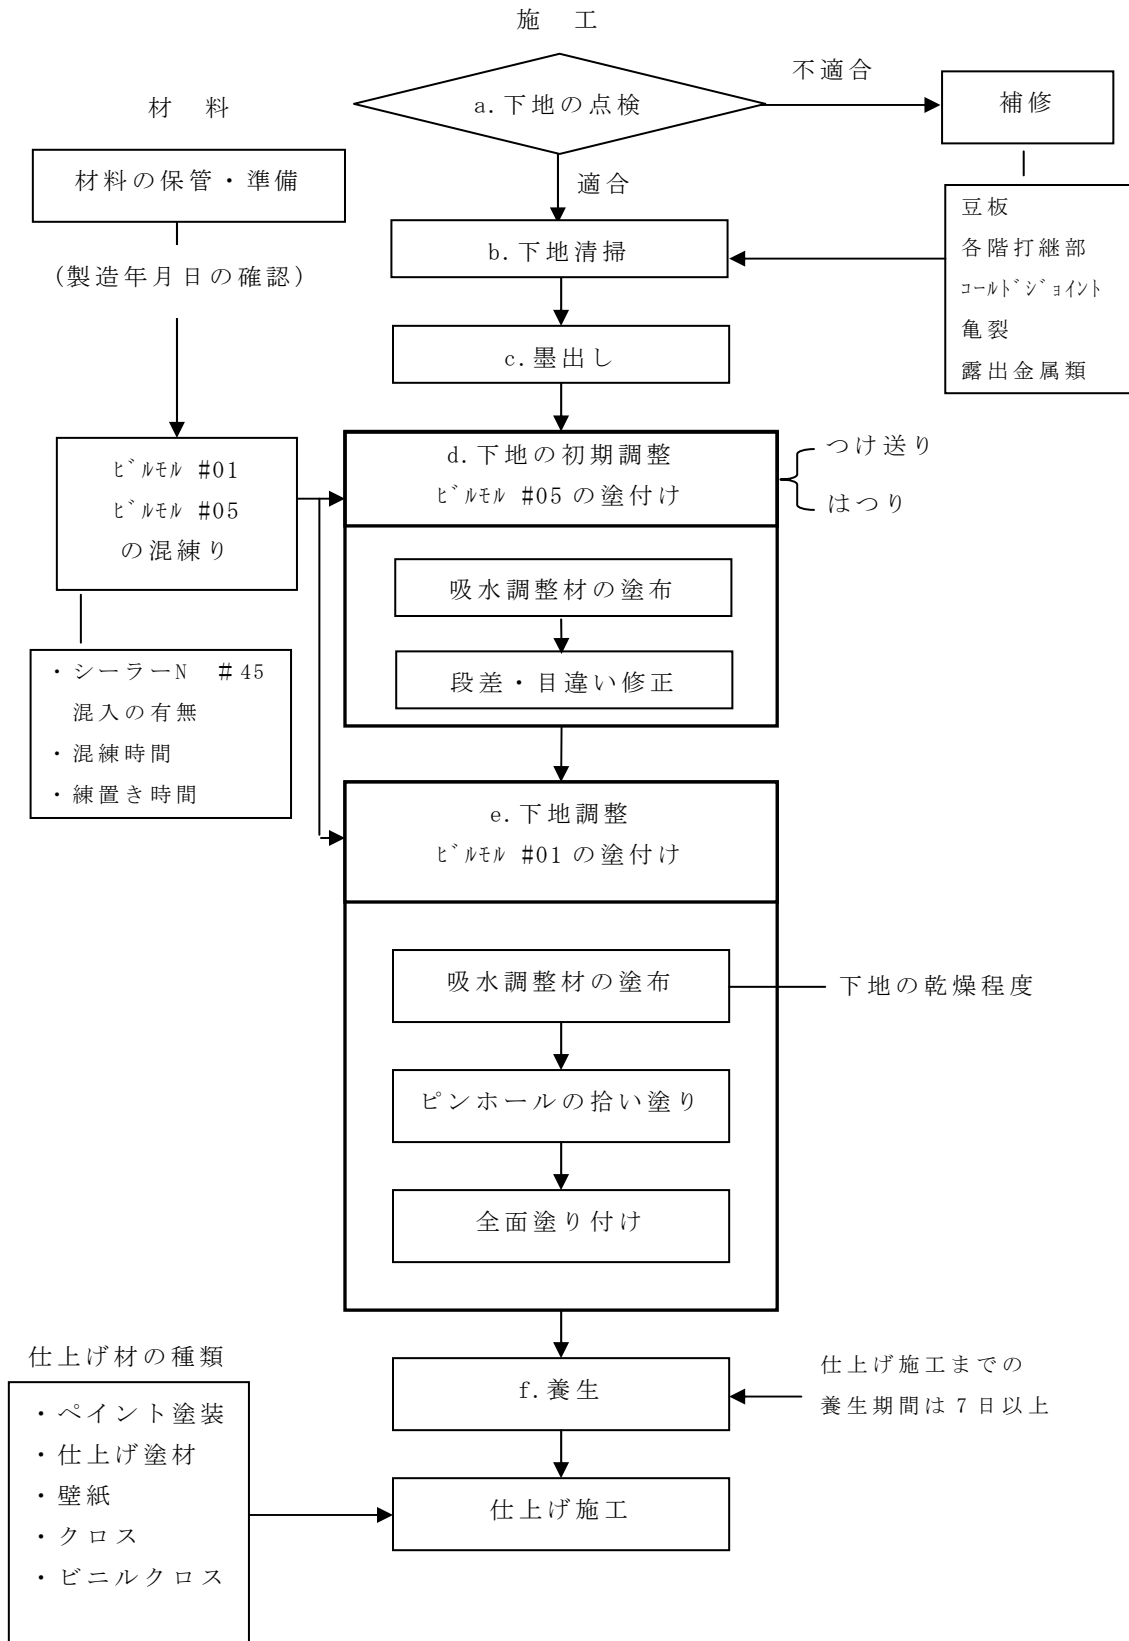 施 工
a.下地の点検
不適合
補修
材 料
材料の保管・準備
適合
豆板
各階打継部
ｺｰﾙﾄﾞｼﾞｮｲﾝﾄ
亀裂
露出金属類
b.下地清掃
(製造年月日の確認)
c.墨出し
ﾋﾞﾙﾓﾙ #01
ﾋﾞﾙﾓﾙ #05
の混練り
d.下地の初期調整
ﾋﾞﾙﾓﾙ #05の塗付け
つけ送り
はつり
吸水調整材の塗布
段差・目違い修正
・シーラーN ＃45
混入の有無
・混練時間
・練置き時間
e.下地調整
ﾋﾞﾙﾓﾙ #01の塗付け
吸水調整材の塗布
下地の乾燥程度
ピンホールの拾い塗り
全面塗り付け
f.養生
仕上げ施工までの
養生期間は7日以上
仕上げ材の種類
・ペイント塗装
・仕上げ塗材
・壁紙
・クロス
・ビニルクロス
仕上げ施工